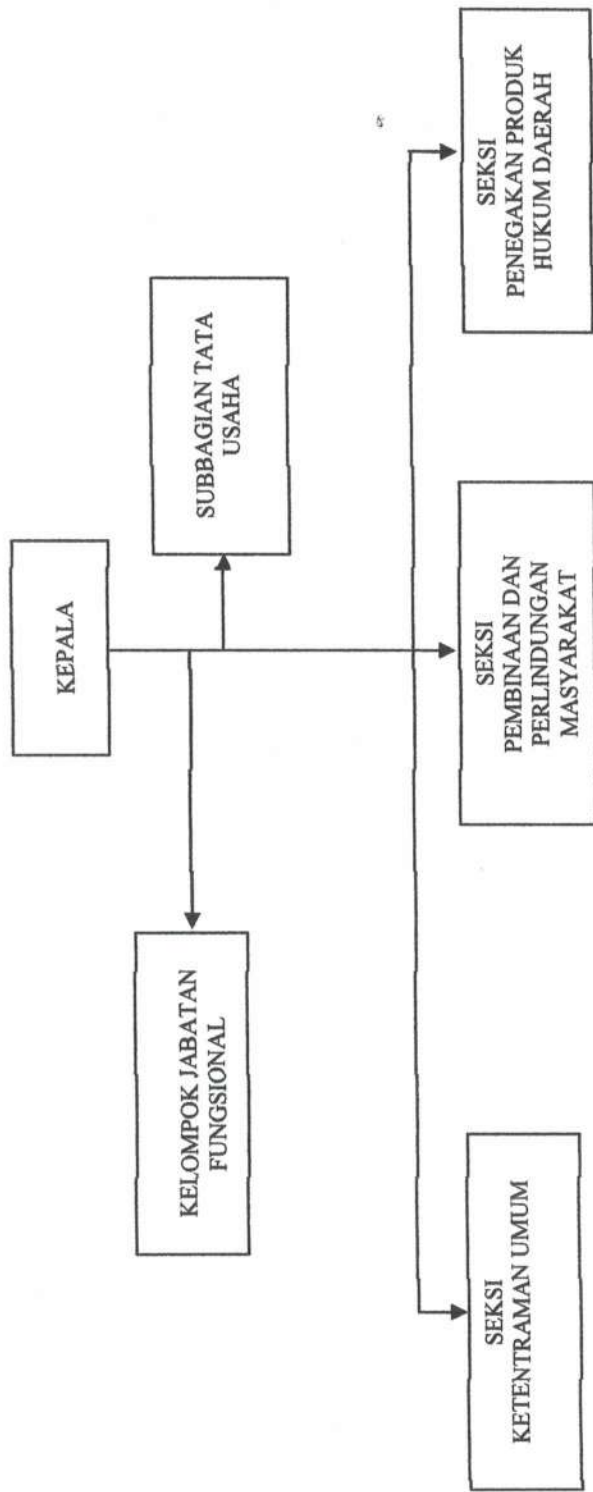 KEPALA
KELOMPOK JABATAN
FUNGSIONAL
SUBBAGIAN TATA
USAHA
SEKSI
KETENTRAMAN UMUM
SEKSI
PEMBINAAN DAN
PERLINDUNGAN
MASYARAKAT
SEKSI
PENEGAKAN PRODUK
HUKUM DAERAH